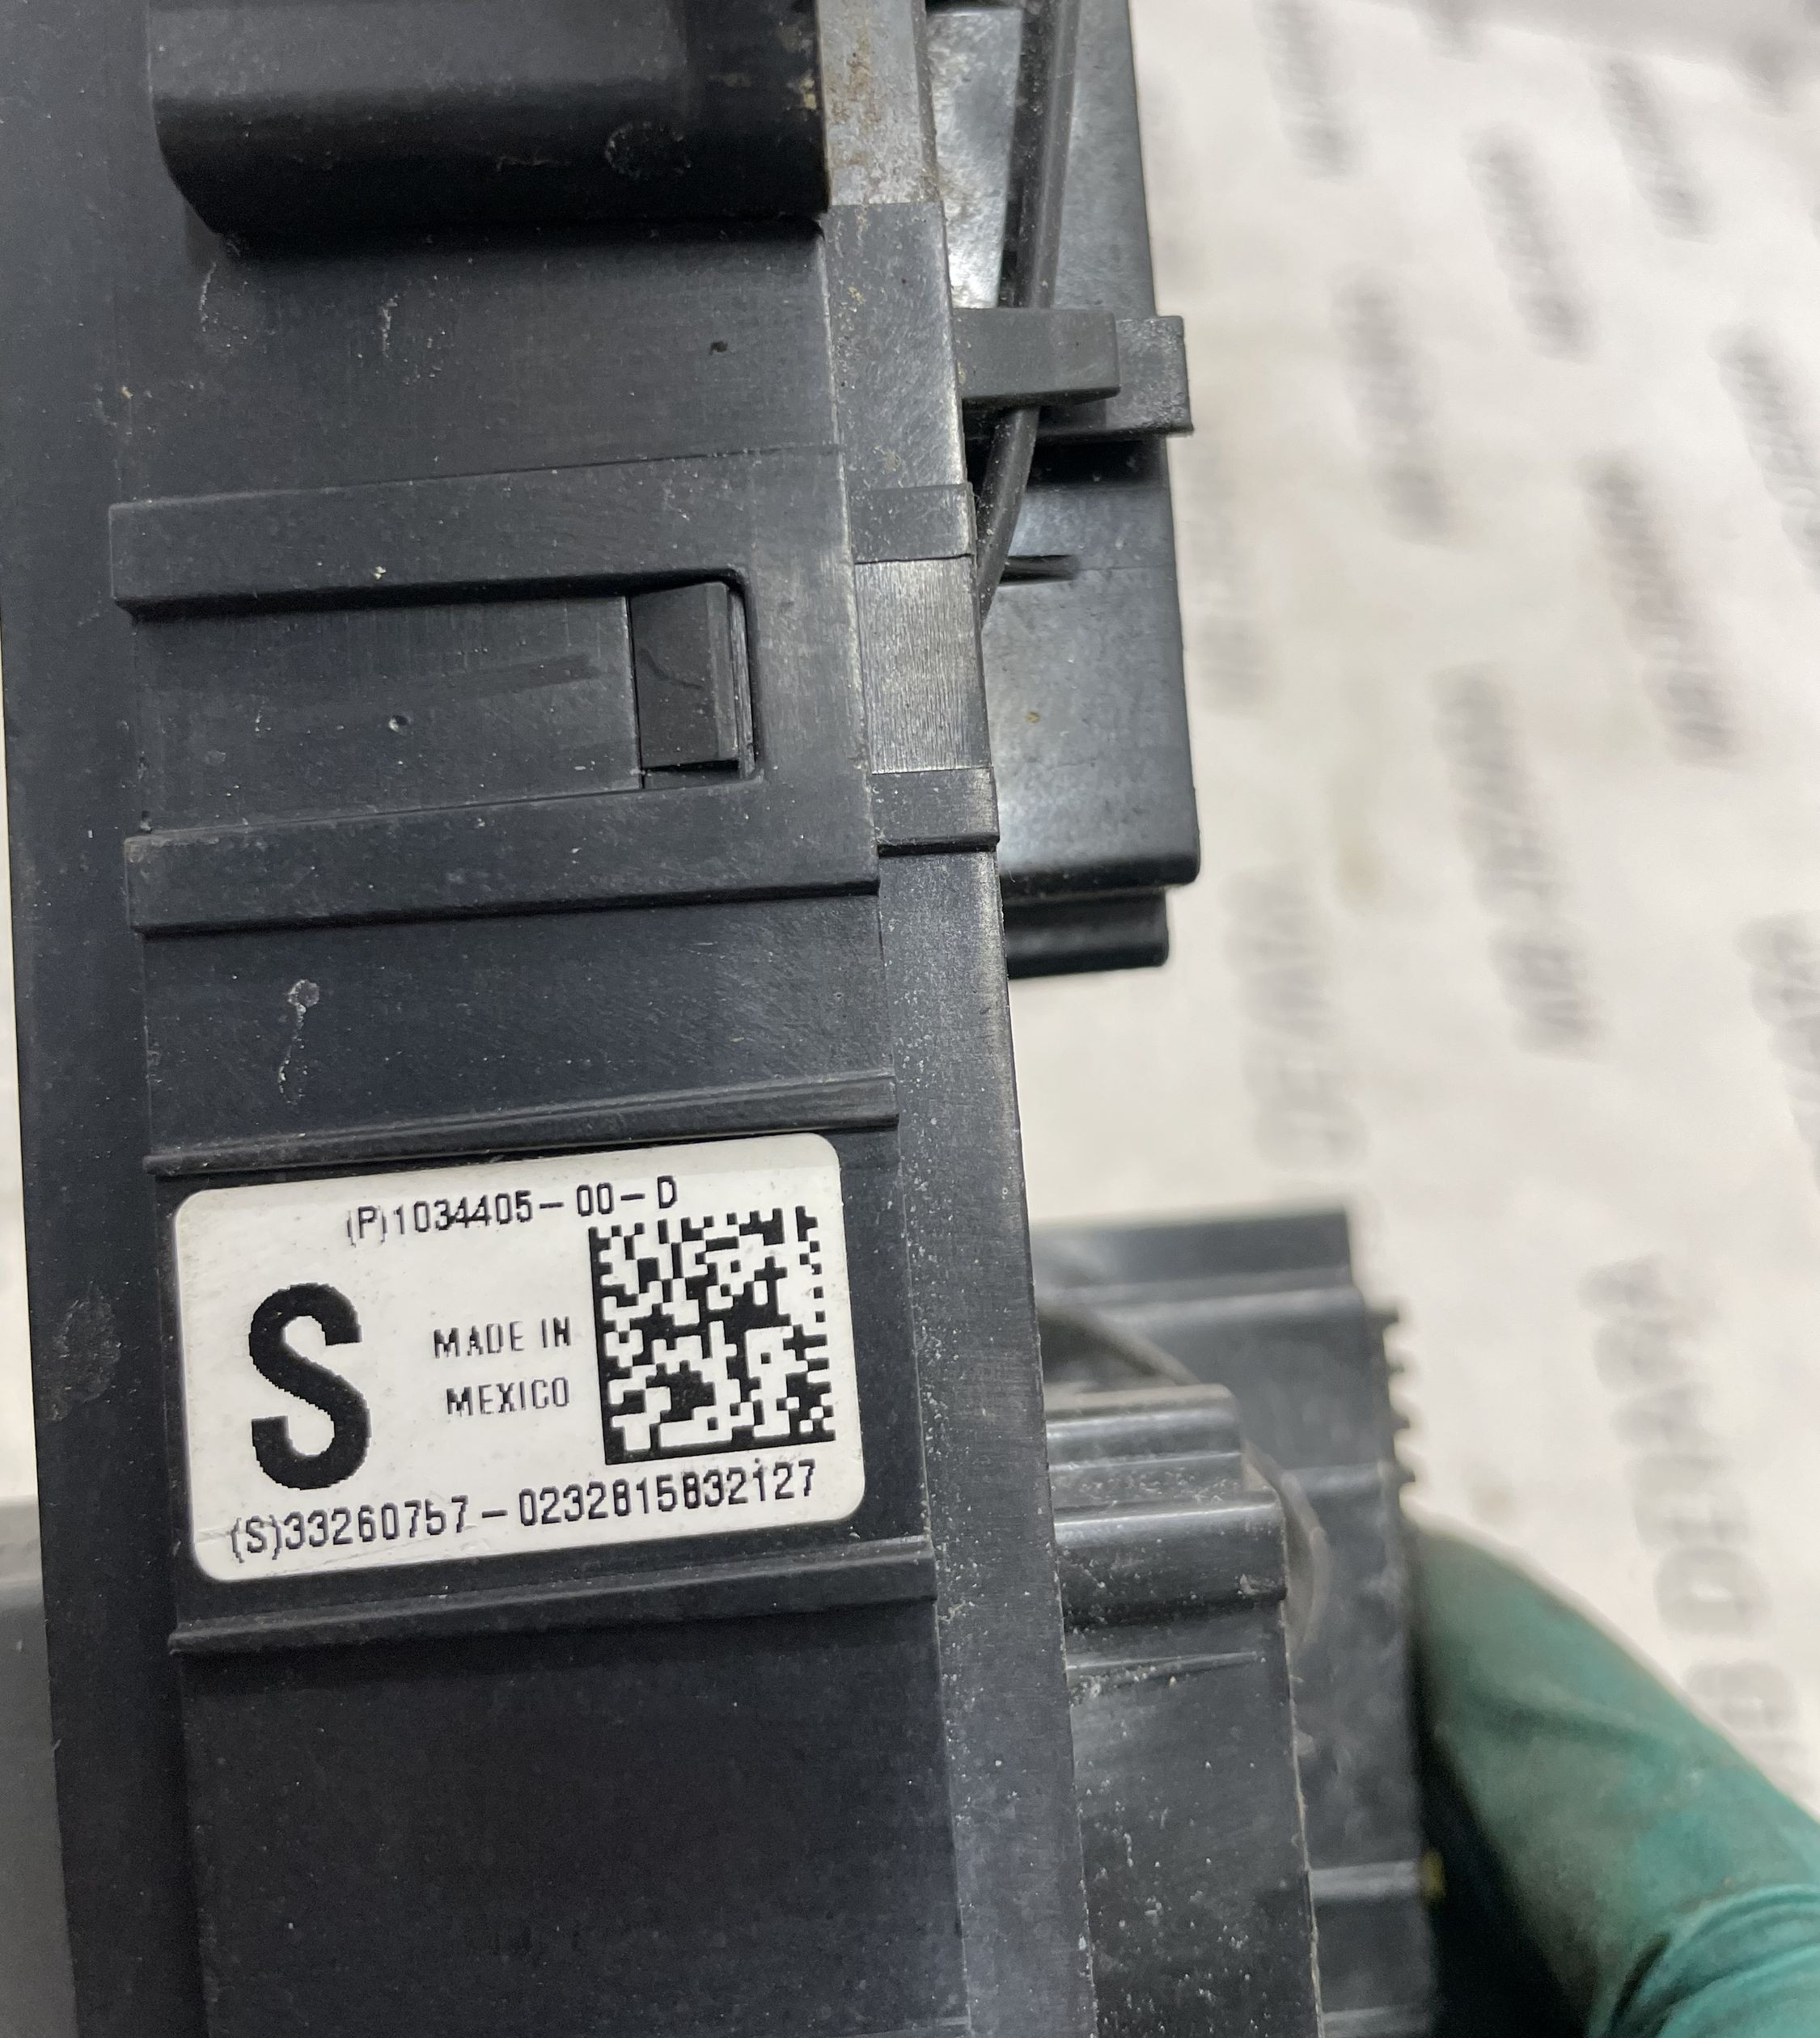 (P)1034405-00-D
S
MADE IN
MEXICO
(S)33260757-0232815832127